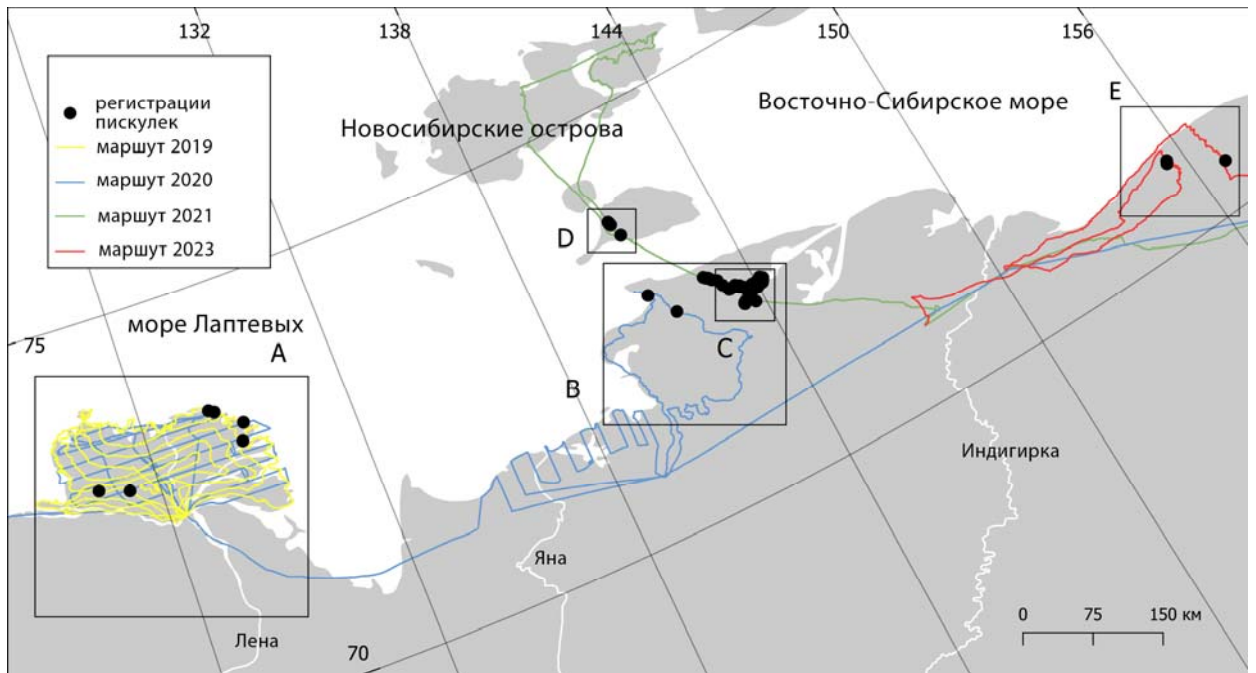 132
138
144
150
156
регистрации
пискулек
маршут 2019
маршут 2020
маршут 2021
маршут 2023
Новосибирские острова
Восточно-Сибирское море
E
D
море Лаптевых
75
A
B
C
Индигирка
Яна
Лена
70
0 75 150 км